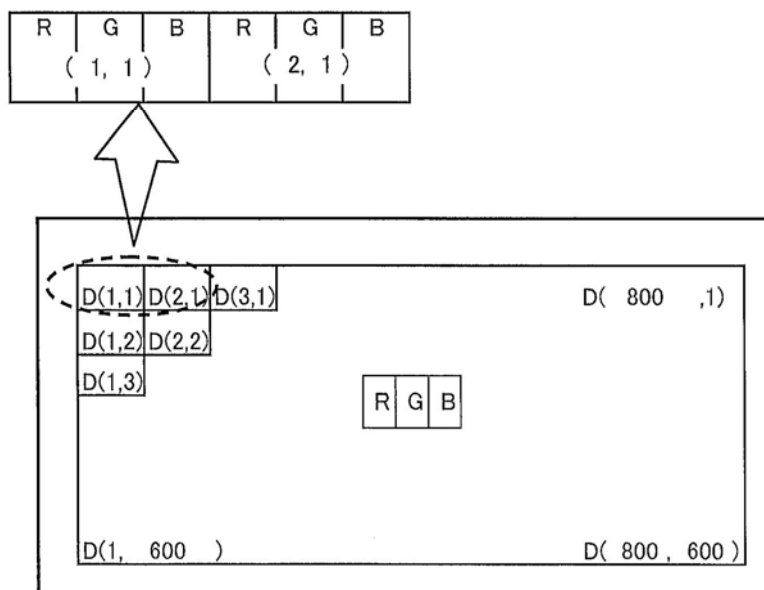 R G B R G B
( 1, 1 ) ( 2, 1 )
D(1,1) D(2,1) D(3,1) D( 800 ,1)
D(1,2) D(2,2)
D(1,3)
R G B
D(1, 600 ) D( 800 , 600 )